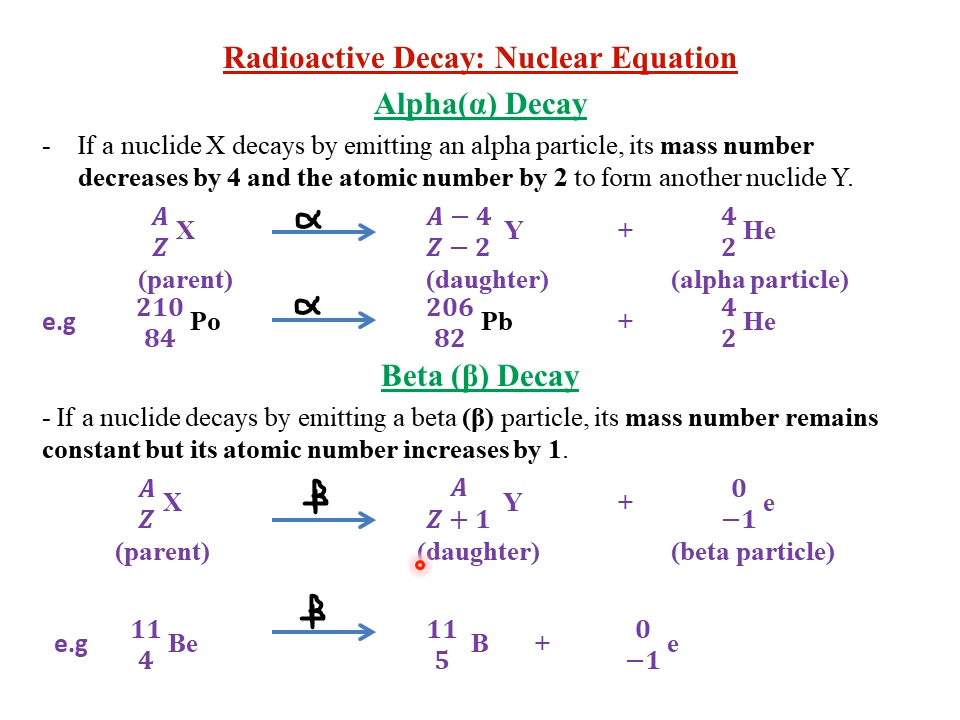 Radioactive Decay: Nuclear Equation
Alpha(α) Decay
- If a nuclide X decays by emitting an alpha particle, its mass number
decreases by 4 and the atomic number by 2 to form another nuclide Y.
α
A X A − 4 Y + 4 He
Z Z − 2 2
(parent) (daughter) (alpha particle)
α
e.g 210 Po 206 Pb + 4 He
84 82 2
Beta (β) Decay
- If a nuclide decays by emitting a beta (β) particle, its mass number remains
constant but its atomic number increases by 1.
β
A X A Y + 0 e
Z Z + 1 −1
(parent) (daughter) (beta particle)
β
e.g 11 Be 11 B + 0 e
4 5 −1